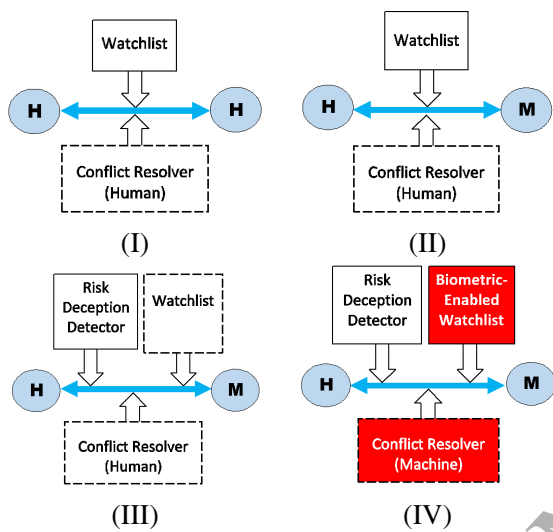 Watchlist
H
H
Conflict Resolver
(Human)
(I)
Watchlist
H
M
Conflict Resolver
(Human)
(II)
Risk
Deception
Detector
Watchlist
H
M
Conflict Resolver
(Human)
(III)
Risk
Deception
Detector
Biometric-
Enabled
Watchlist
H
M
Conflict Resolver
(Machine)
(IV)